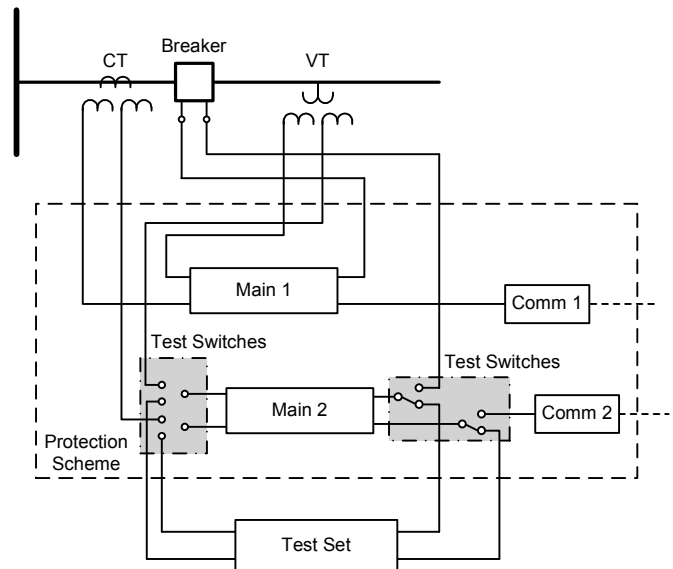 Breaker
CT
VT
Main 1
Comm 1
Test Switches
Test Switches
Main 2
Comm 2
Protection
Scheme
Test Set